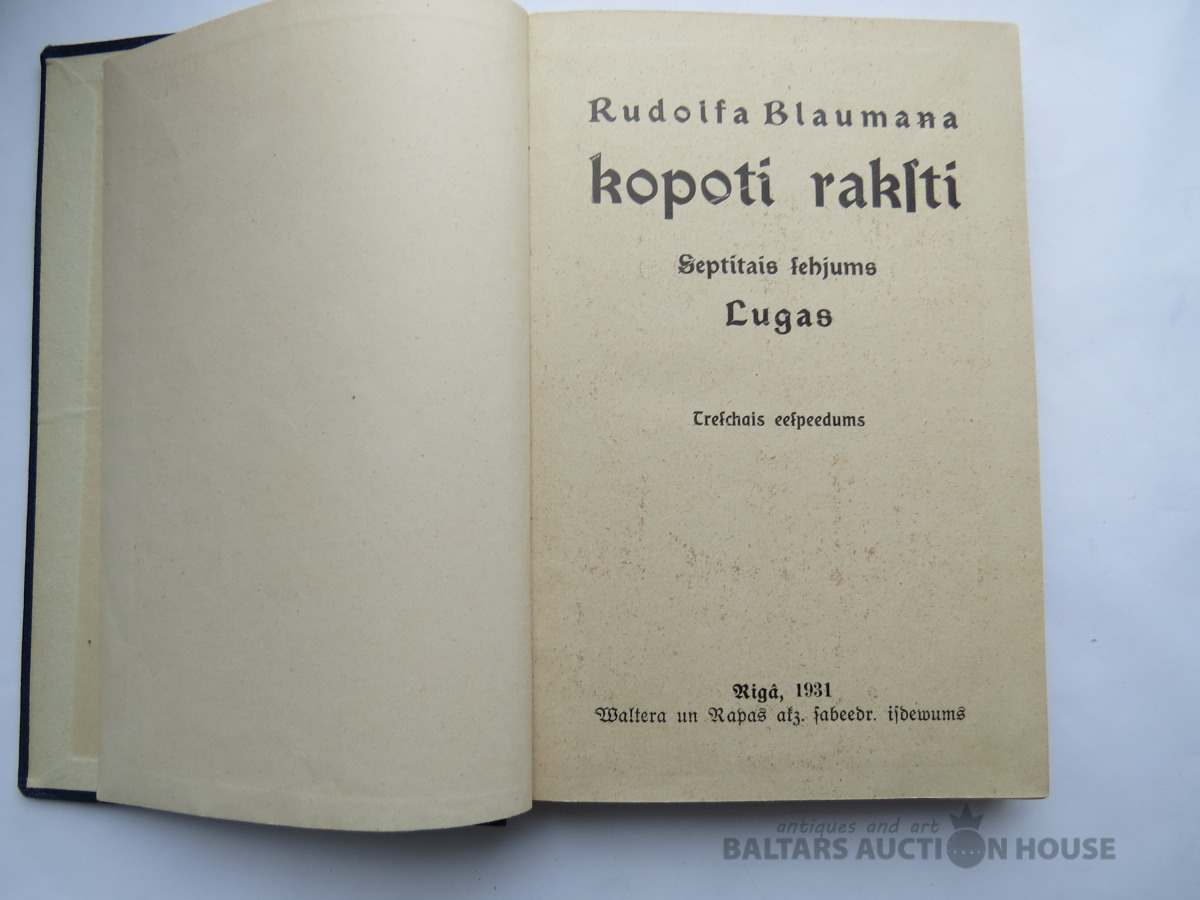 Rudolfa Blaumaņa
kopoti rakſti
Septitais ſehjums
Lugas
Treſchais eeſpeedums
Rigâ, 1931
Waltera un Rapas akz. ſabeedr. iſdewums
antiques and art
BALTARS AUCTION HOUSE